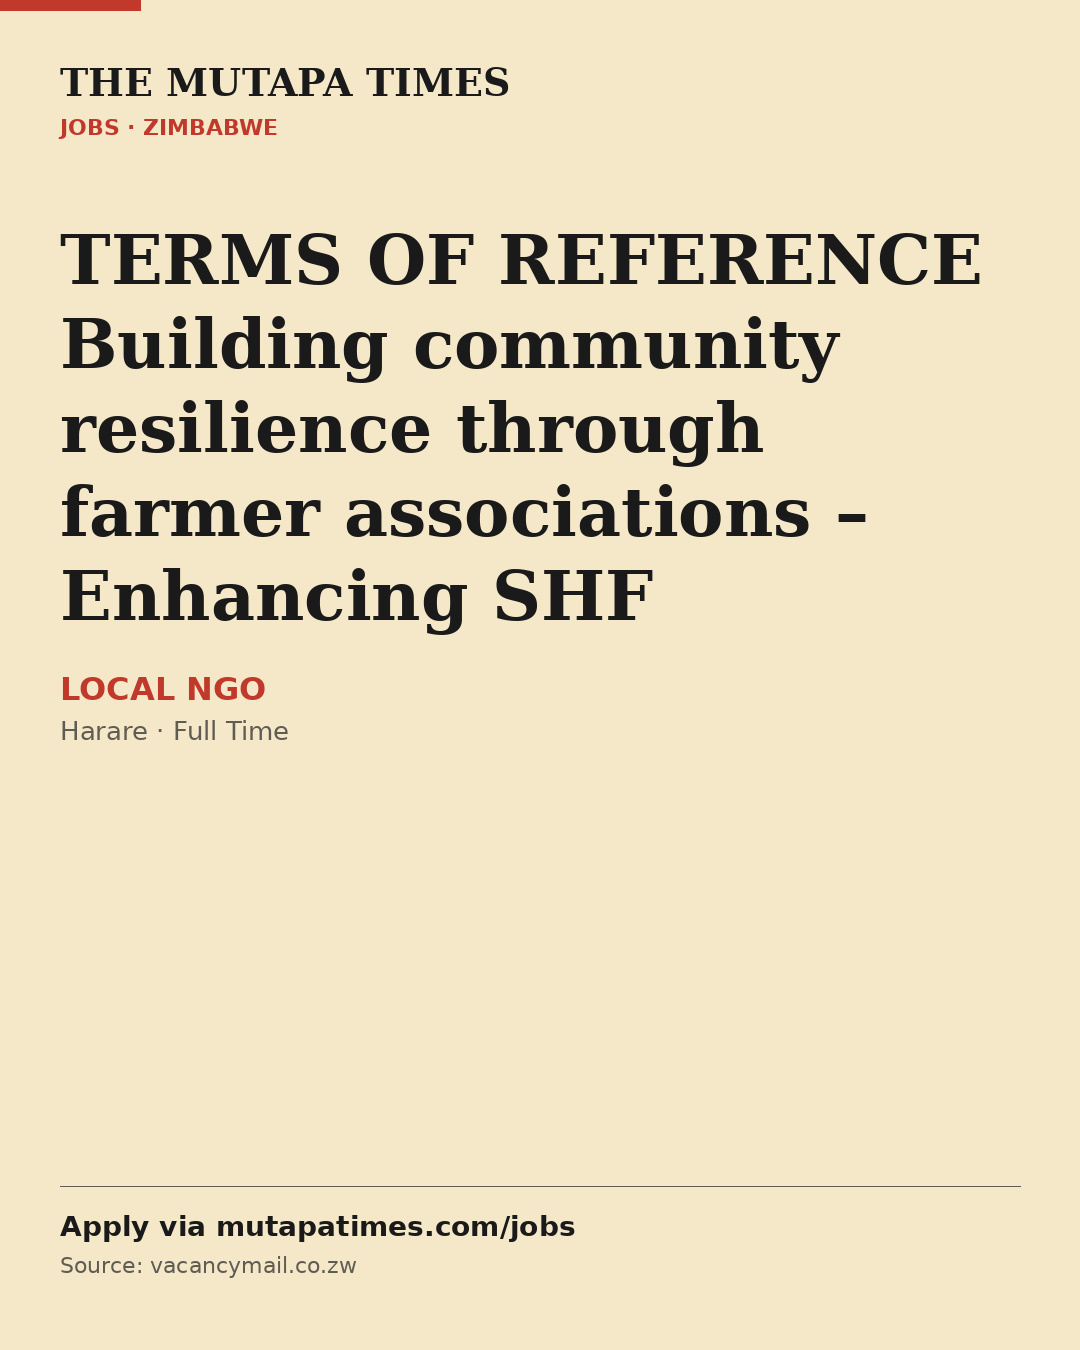 THE MUTAPA TIMES
JOBS · ZIMBABWE
TERMS OF REFERENCE
Building community
resilience through
farmer associations –
Enhancing SHF
LOCAL NGO
Harare · Full Time
Apply via mutapatimes.com/jobs
Source: vacancymail.co.zw